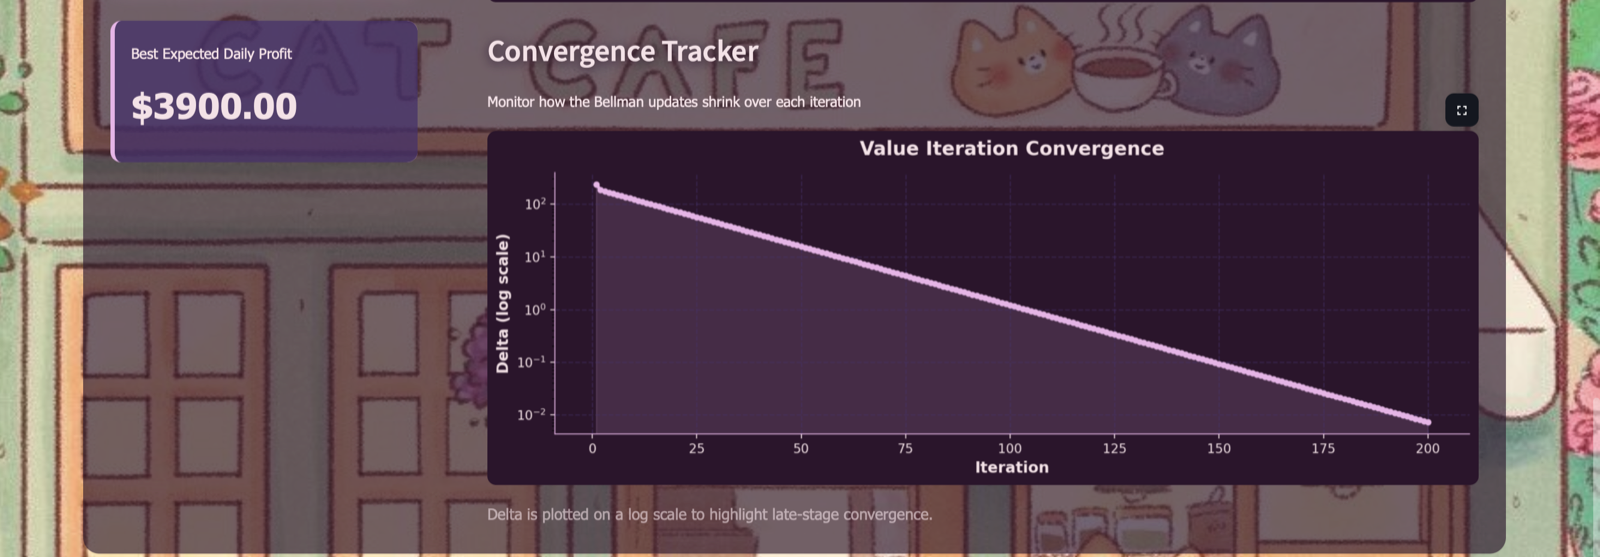 CAT CAFE
Best Expected Daily Profit
$3900.00
Convergence Tracker
Monitor how the Bellman updates shrink over each iteration
Value Iteration Convergence
Delta (log scale)
10²
10¹
10⁰
10⁻¹
10⁻²
0 25 50 75 100 125 150 175 200
Iteration
Delta is plotted on a log scale to highlight late-stage convergence.